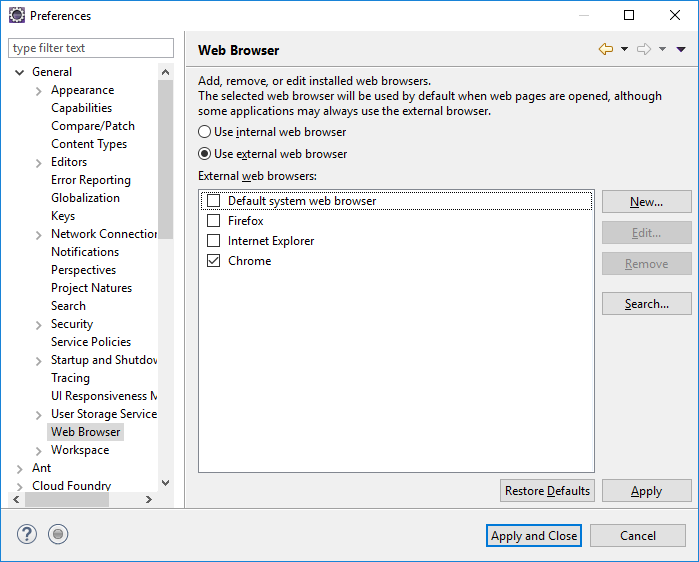 Preferences
type filter text
General
Appearance
Capabilities
Compare/Patch
Content Types
Editors
Error Reporting
Globalization
Keys
Network Connection
Notifications
Perspectives
Project Natures
Search
Security
Service Policies
Startup and Shutdow
Tracing
UI Responsiveness M
User Storage Service
Web Browser
Workspace
Ant
Cloud Foundry
Web Browser
Add, remove, or edit installed web browsers.
The selected web browser will be used by default when web pages are opened, although
some applications may always use the external browser.
Use internal web browser
Use external web browser
External web browsers:
Default system web browser
Firefox
Internet Explorer
Chrome
New...
Edit...
Remove
Search...
Restore Defaults
Apply
?
Apply and Close
Cancel